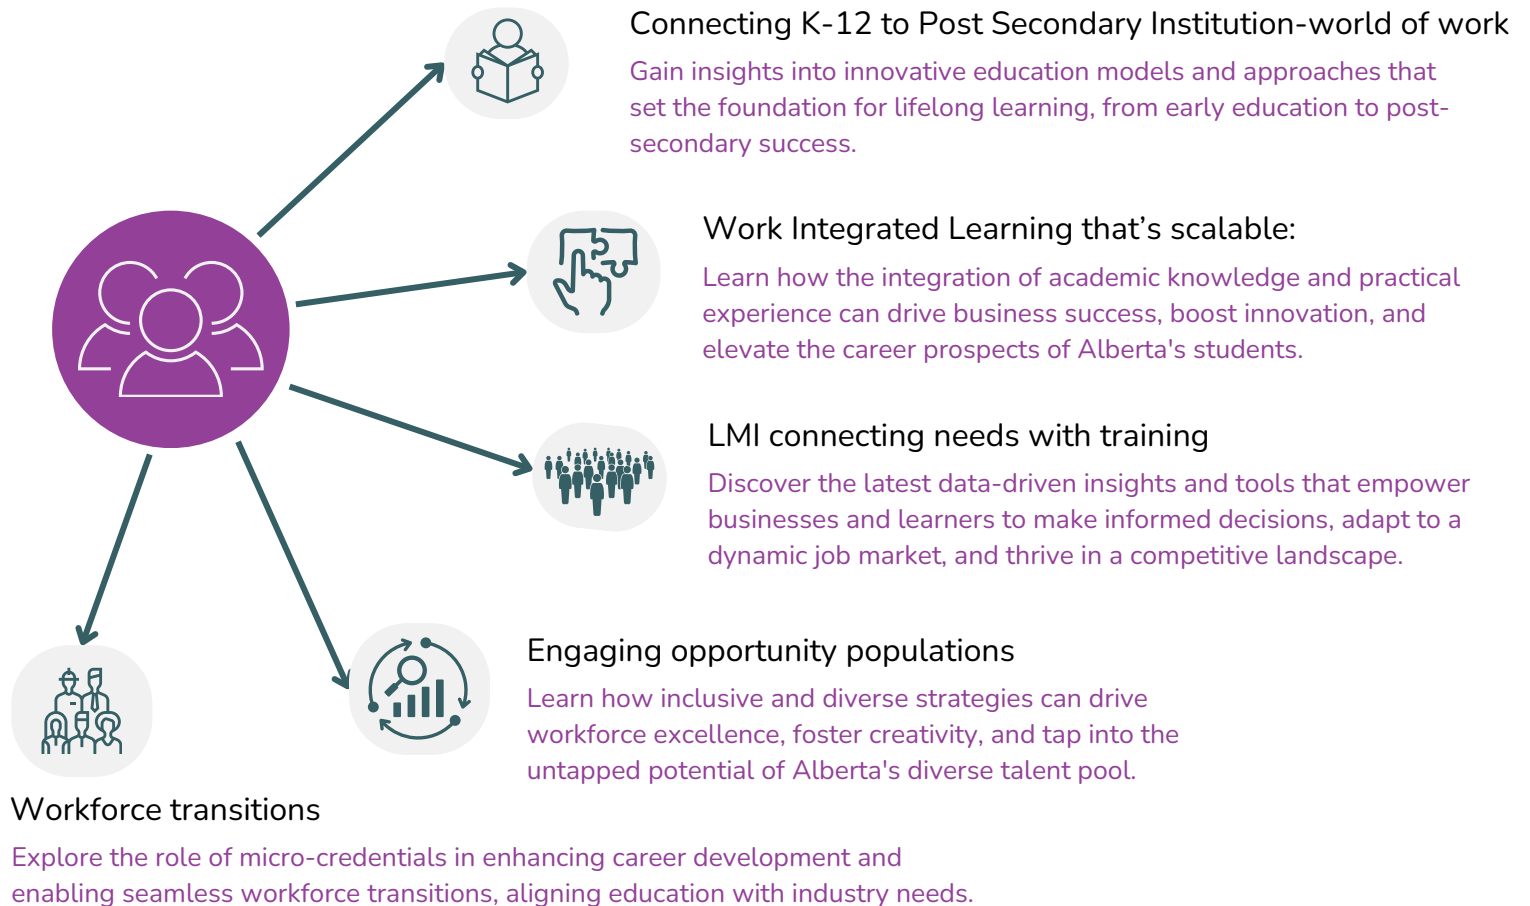 Connecting K-12 to Post Secondary Institution-world of work
Gain insights into innovative education models and approaches that
set the foundation for lifelong learning, from early education to post-
secondary success.
Work Integrated Learning that’s scalable:
Learn how the integration of academic knowledge and practical
experience can drive business success, boost innovation, and
elevate the career prospects of Alberta's students.
LMI connecting needs with training
Discover the latest data-driven insights and tools that empower
businesses and learners to make informed decisions, adapt to a
dynamic job market, and thrive in a competitive landscape.
Engaging opportunity populations
Learn how inclusive and diverse strategies can drive
workforce excellence, foster creativity, and tap into the
untapped potential of Alberta's diverse talent pool.
Workforce transitions
Explore the role of micro-credentials in enhancing career development and
enabling seamless workforce transitions, aligning education with industry needs.